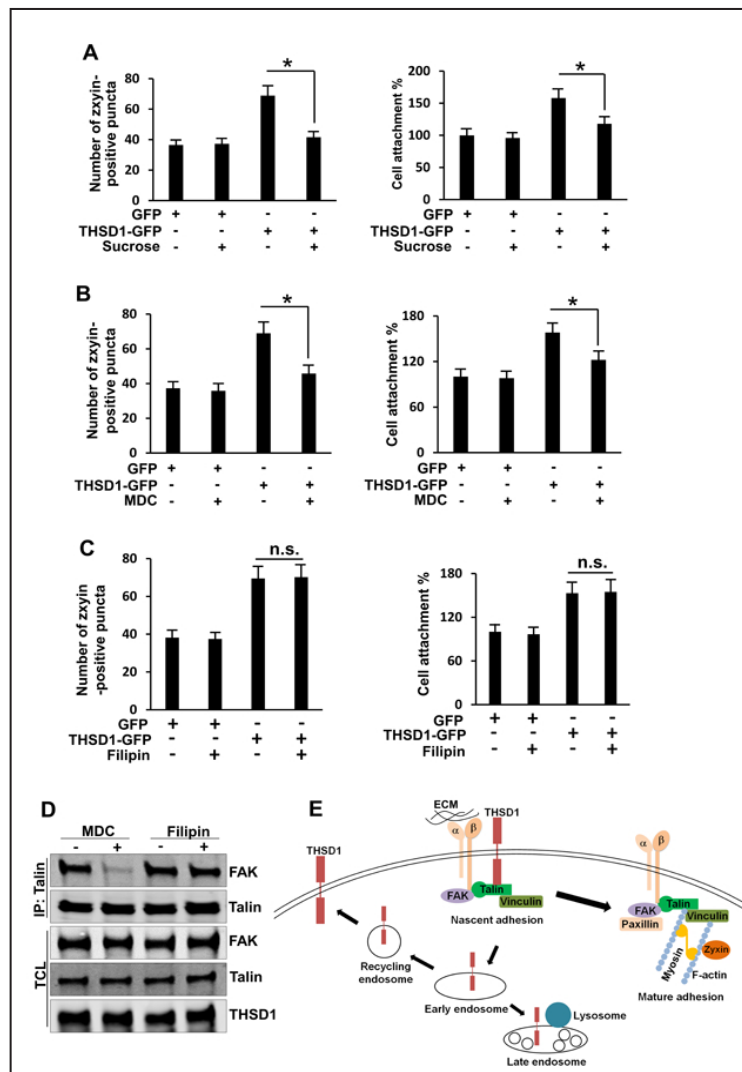 A
Number of zxyin-
positive puncta
80
60
40
20
0
*
GFP + + - -
THSD1-GFP - - + +
Sucrose - + - +
Cell attachment %
200
150
100
50
0
*
GFP + + - -
THSD1-GFP - - + +
Sucrose - + - +
B
Number of zxyin-
positive puncta
80
60
40
20
0
*
GFP + + - -
THSD1-GFP - - + +
MDC - + - +
Cell attachment %
180
120
60
0
*
GFP + + - -
THSD1-GFP - - + +
MDC - + - +
C
Number of zxyin
-positive puncta
80
60
40
20
0
n.s.
GFP + + - -
THSD1-GFP - - + +
Filipin - + - +
Cell attachment %
180
120
60
0
n.s.
GFP + + - -
THSD1-GFP - - + +
Filipin - + - +
D
MDC Filipin
- + - +
IP: Talin
FAK
Talin
TCL
FAK
Talin
THSD1
E
ECM
THSD1
α β
THSD1
FAK Talin
Vinculin
Nascent adhesion
Recycling
endosome
Early endosome
Lysosome
Late endosome
α β
FAK Talin
Vinculin
Paxillin
Myosin
Zyxin
F-actin
Mature adhesion